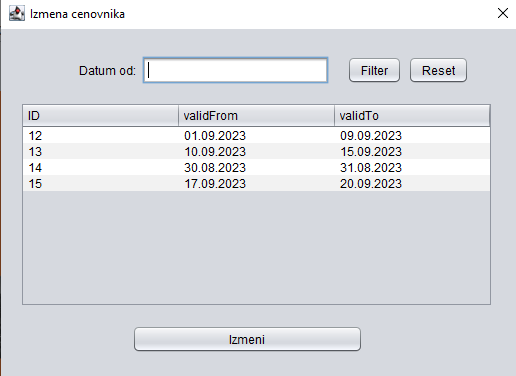 Izmena cenovnika
Datum od: Filter Reset
ID validFrom validTo
12 01.09.2023 09.09.2023
13 10.09.2023 15.09.2023
14 30.08.2023 31.08.2023
15 17.09.2023 20.09.2023
Izmeni